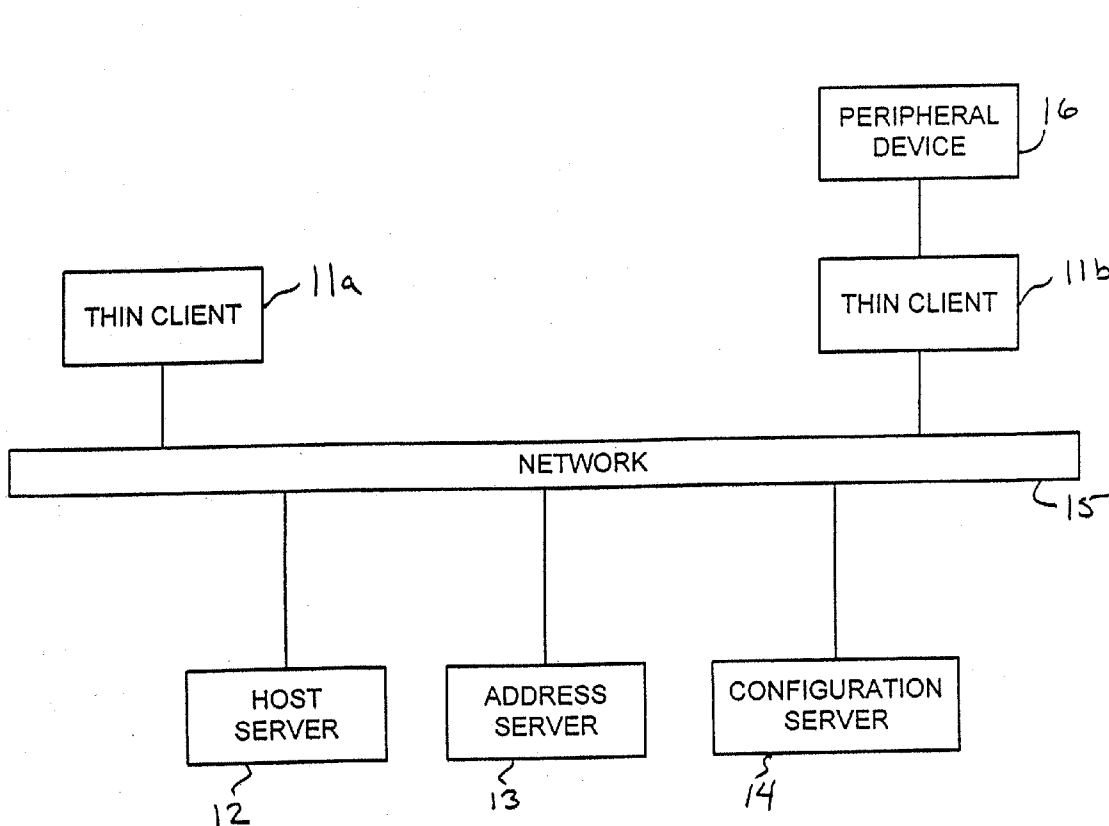 PERIPHERAL
DEVICE
16
THIN CLIENT
11a
THIN CLIENT
11b
NETWORK
15
HOST
SERVER
12
ADDRESS
SERVER
13
CONFIGURATION
SERVER
14